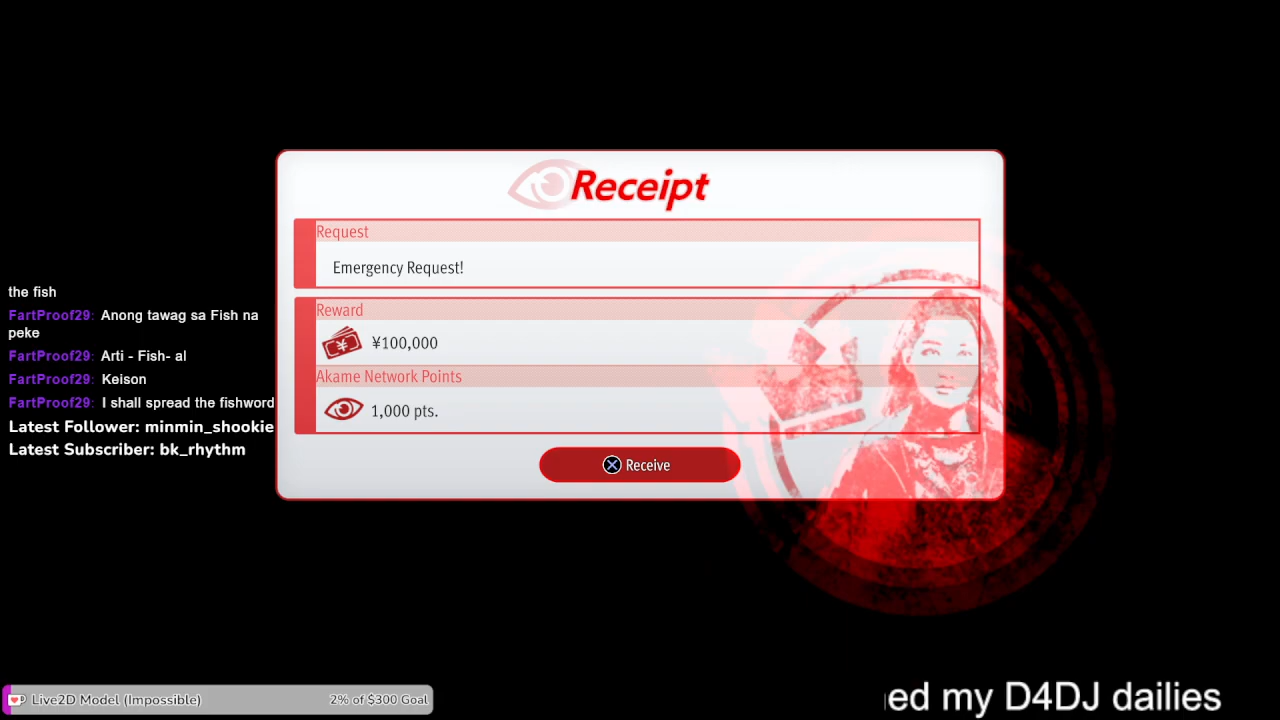 Receipt
Request
Emergency Request!
Reward
¥100,000
Akame Network Points
1,000 pts.
Receive
the fish
FartProof29: Anong tawag sa Fish na
peke
FartProof29: Arti - Fish- al
FartProof29: Keison
FartProof29: I shall spread the fishword
Latest Follower: minmin_shookie
Latest Subscriber: bk_rhythm
Live2D Model (Impossible) 2% of $300 Goal
ed my D4DJ dailies